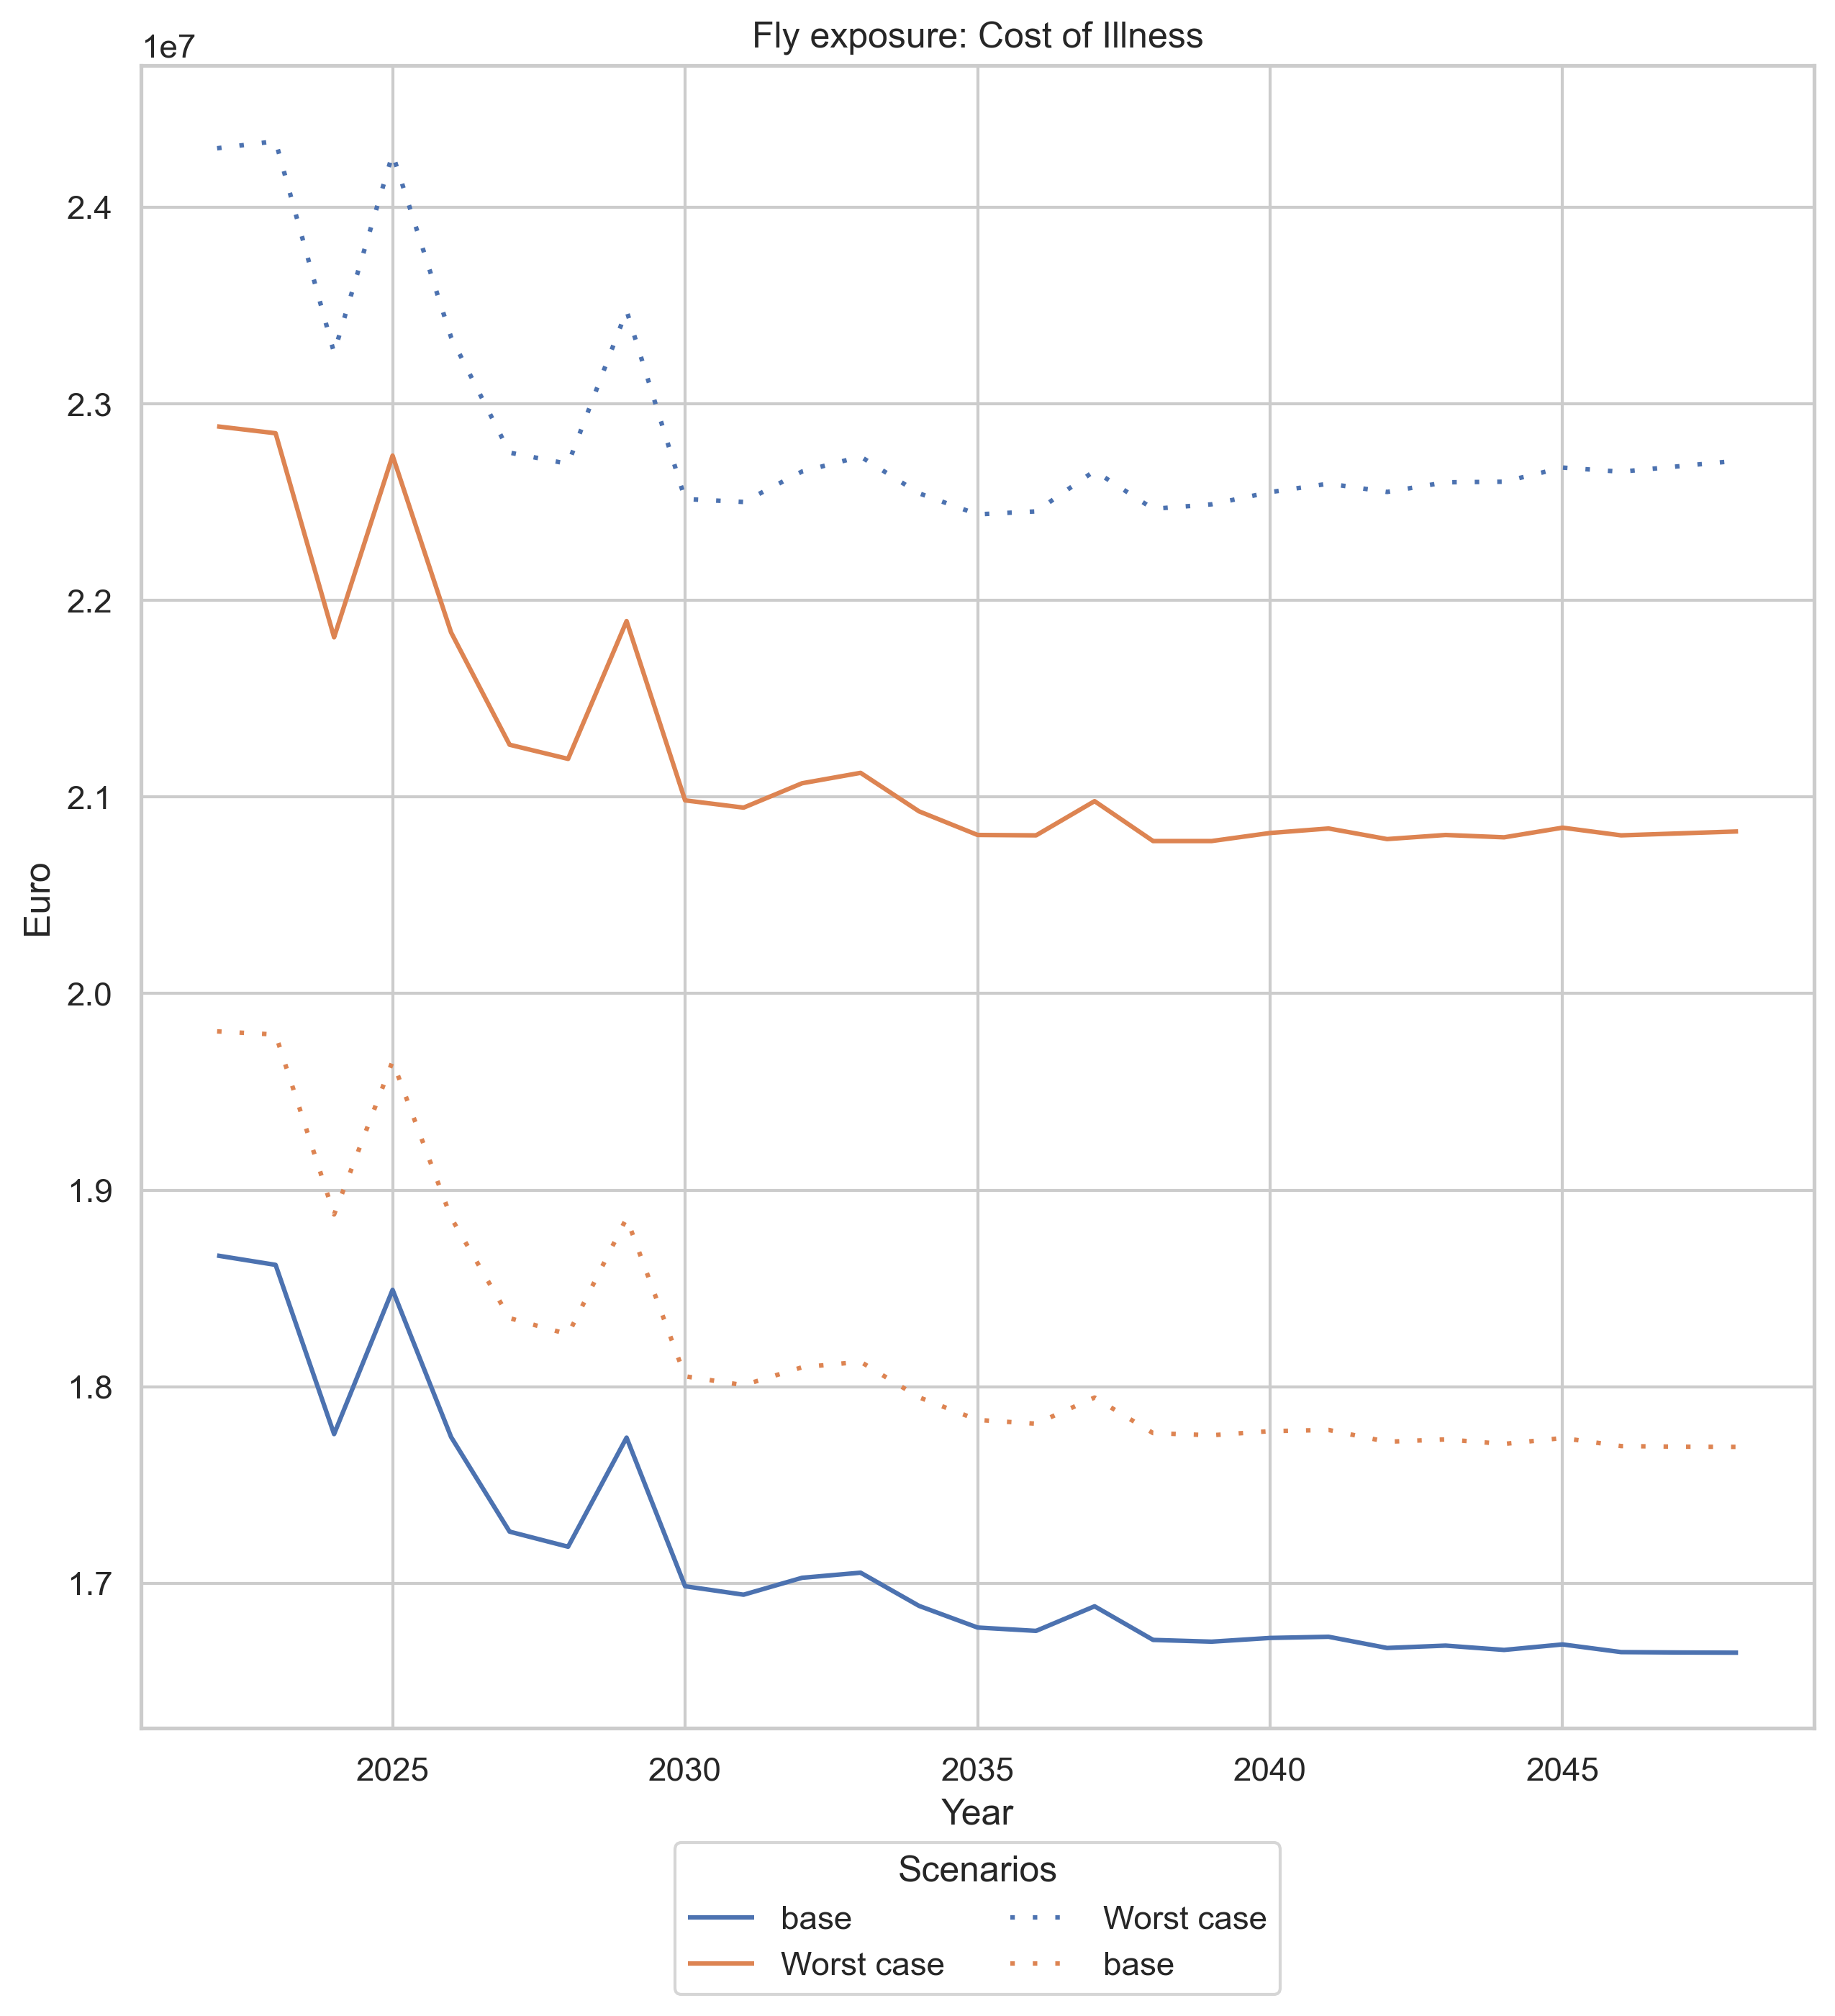 Fly exposure: Cost of Illness
1e7
2.4
2.3
2.2
2.1
2.0
1.9
1.8
1.7
Euro
2025 2030 2035 2040 2045
Year
Scenarios
base Worst case
Worst case base